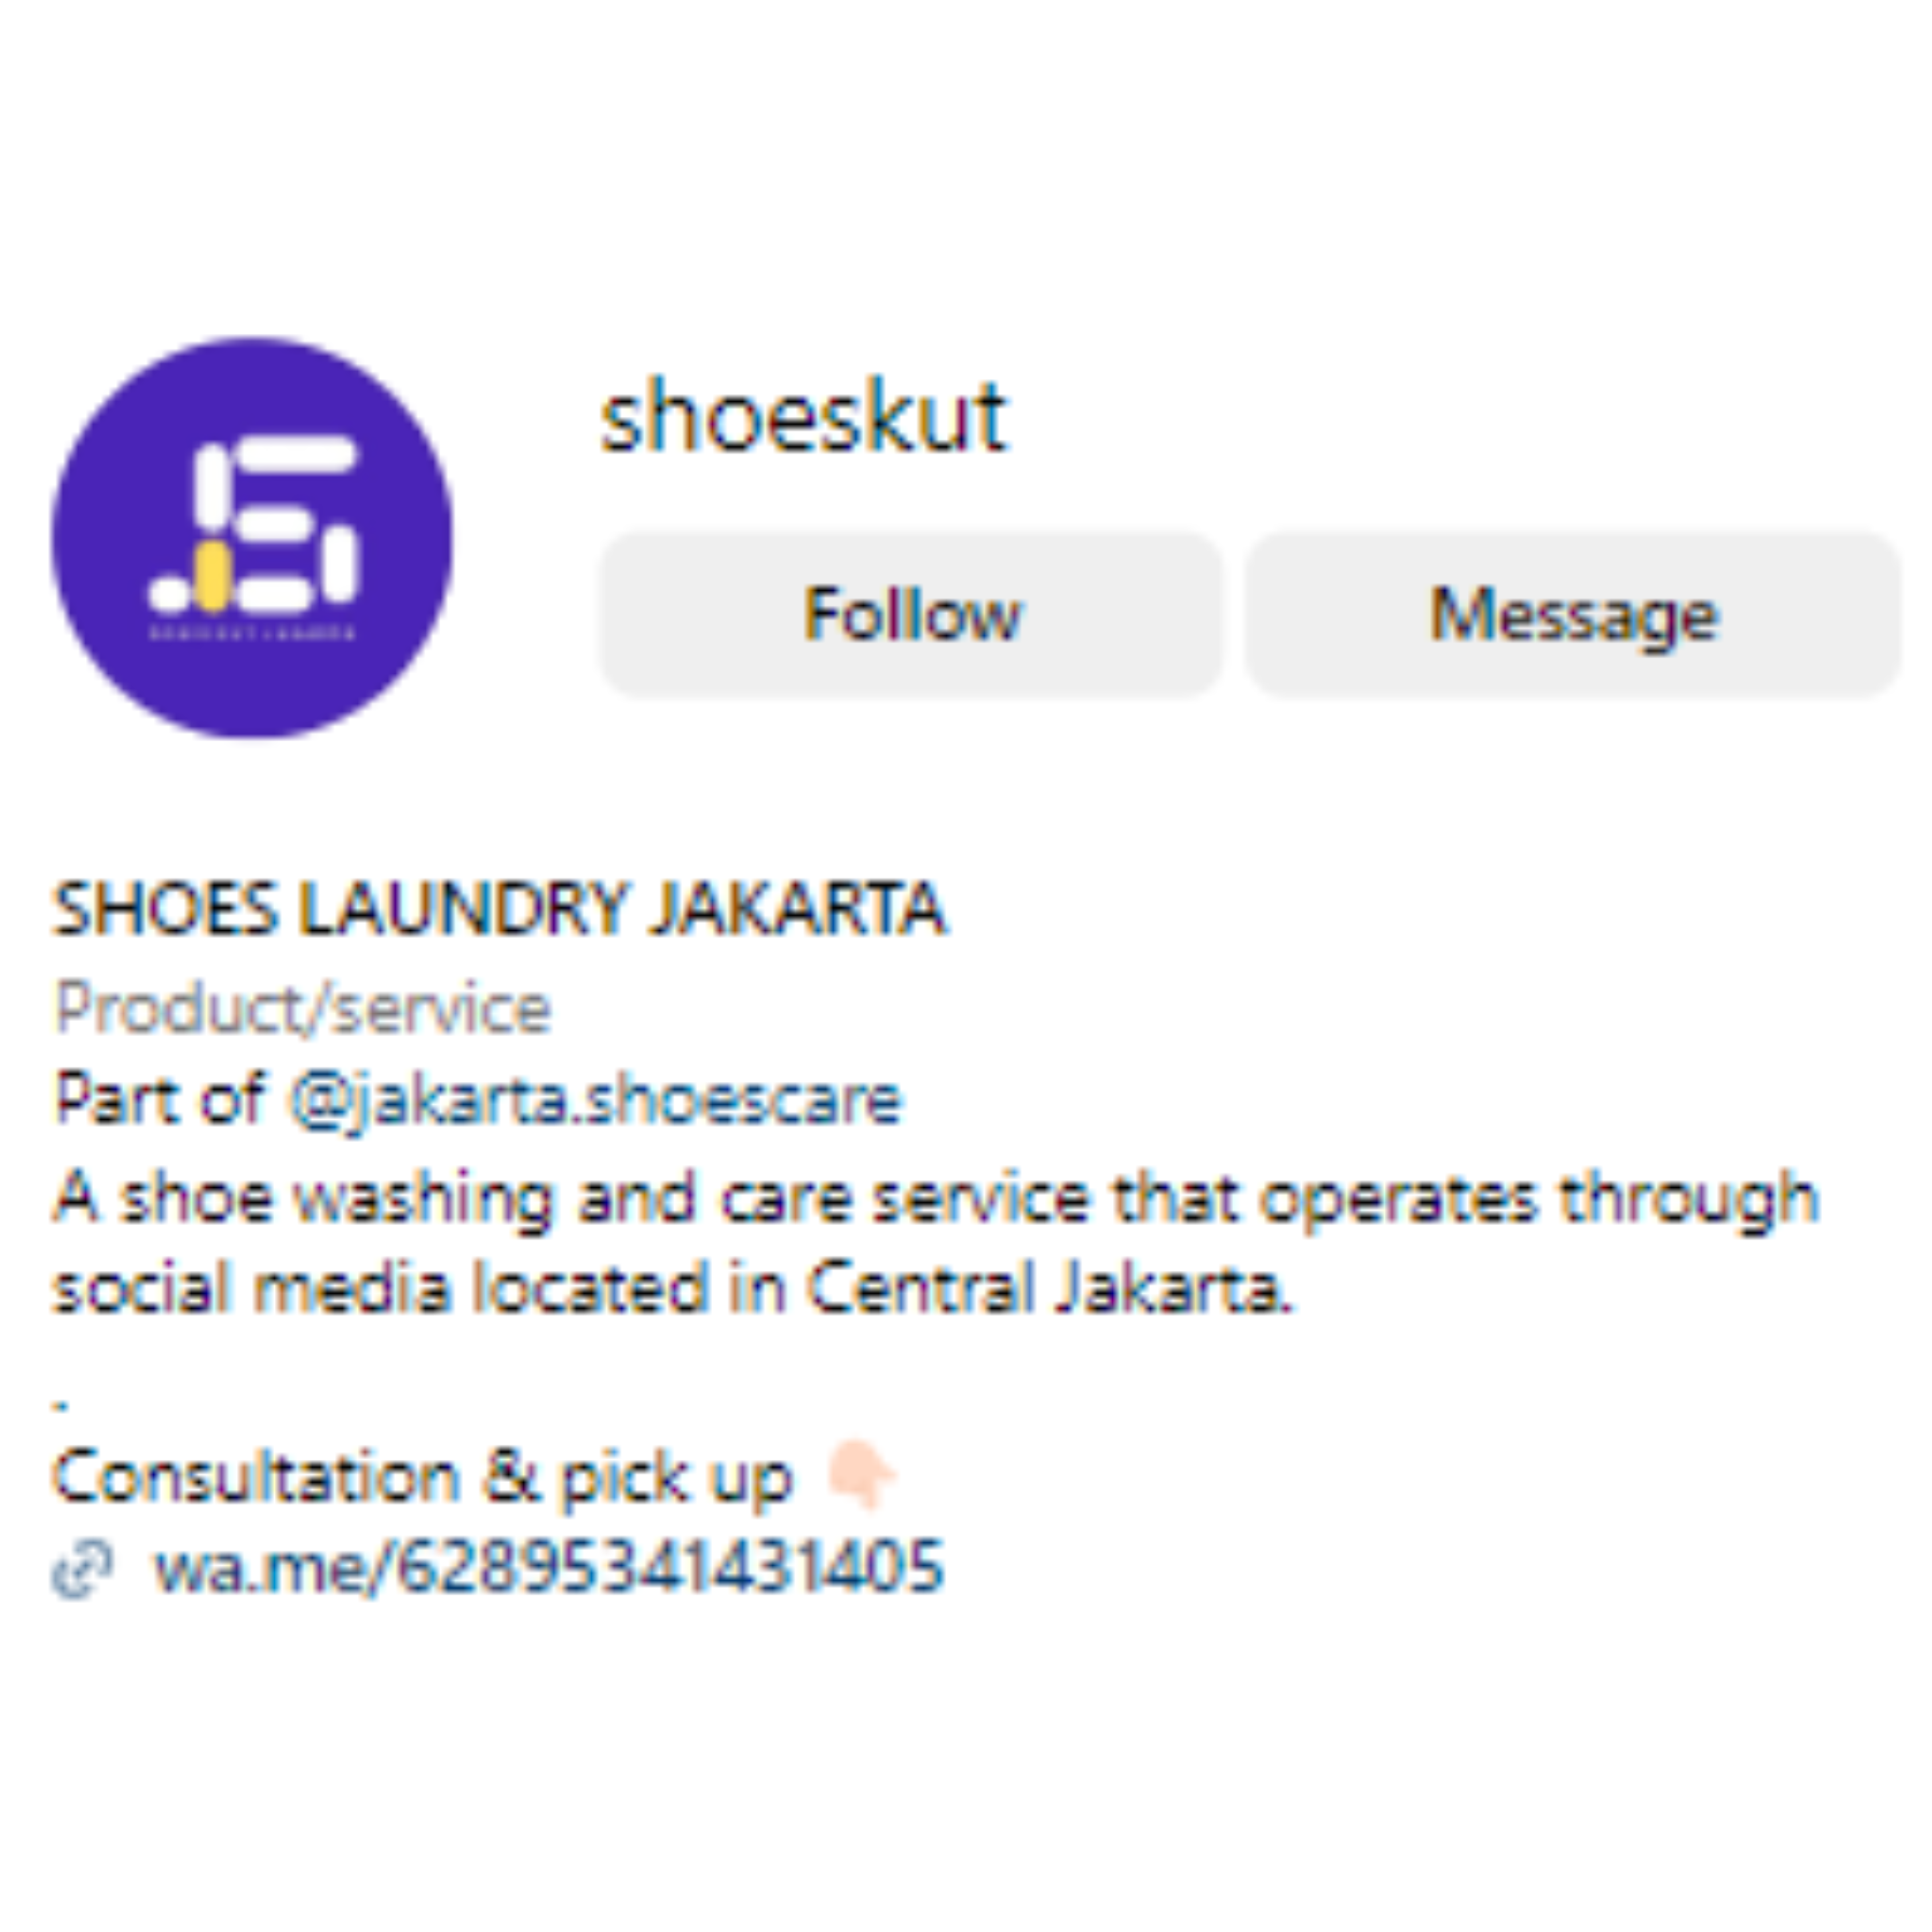 shoeskut
Follow Message
SHOES LAUNDRY JAKARTA
Product/service
Part of @jakarta.shoescare
A shoe washing and care service that operates through
social media located in Central Jakarta.
.
Consultation & pick up 👇🏻
wa.me/62895341431405